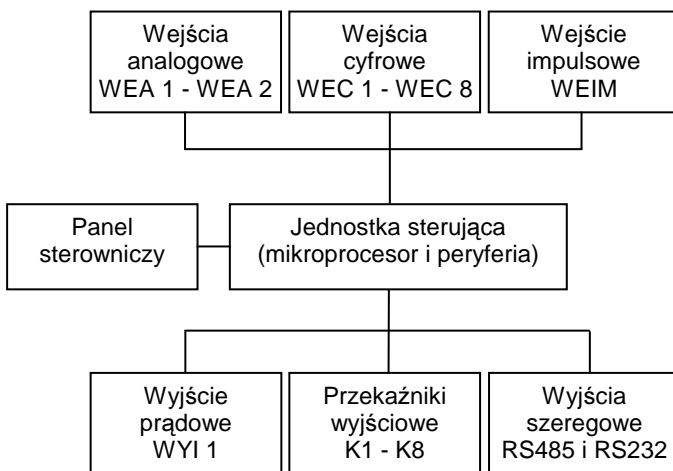 Wejścia
analogowe
WEA 1 - WEA 2
Wejścia
cyfrowe
WEC 1 - WEC 8
Wejście
impulsowe
WEIM
Panel
sterowniczy
Jednostka sterująca
(mikroprocesor i peryferia)
Wyjście
prądowe
WYI 1
Przekaźniki
wyjściowe
K1 - K8
Wyjścia
szeregowe
RS485 i RS232